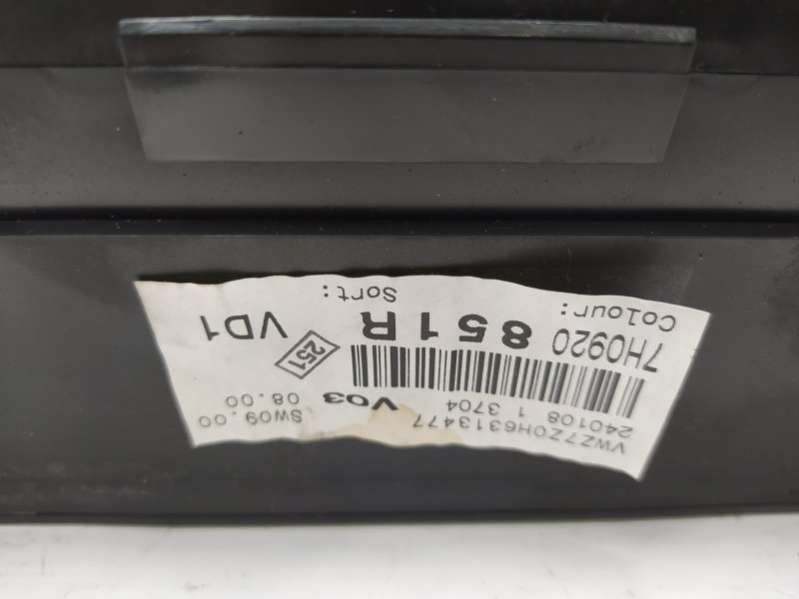 VWZ7Z0H6313477 SW09.00
240108 1 3704 V03 08.00
251
7H0920 851R VD1
Colour: Sort: